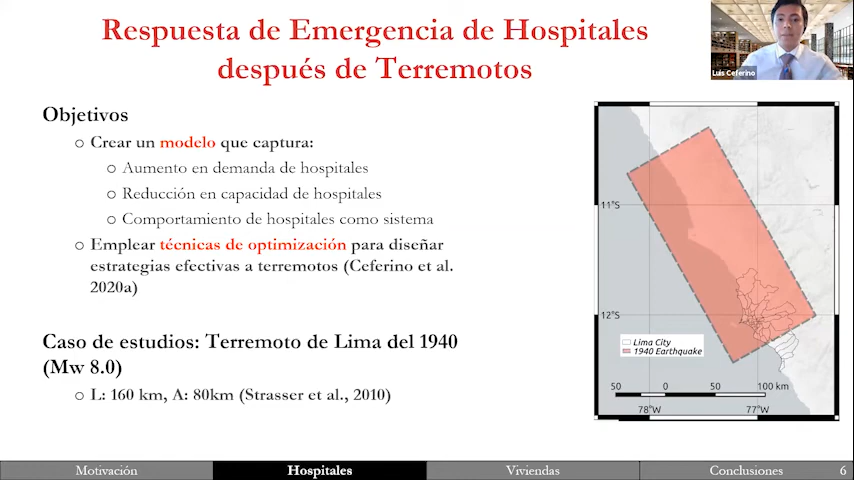 Respuesta de Emergencia de Hospitales
después de Terremotos
Luis Ceferino
Objetivos
Crear un modelo que captura:
Aumento en demanda de hospitales
Reducción en capacidad de hospitales
Comportamiento de hospitales como sistema
Emplear técnicas de optimización para diseñar
estrategias efectivas a terremotos (Ceferino et al.
2020a)
Caso de estudios: Terremoto de Lima del 1940
(Mw 8.0)
L: 160 km, A: 80km (Strasser et al., 2010)
11°S
12°S
Lima City
1940 Earthquake
50 0 50 100 km
78°W 77°W
Motivación Hospitales Viviendas Conclusiones 6